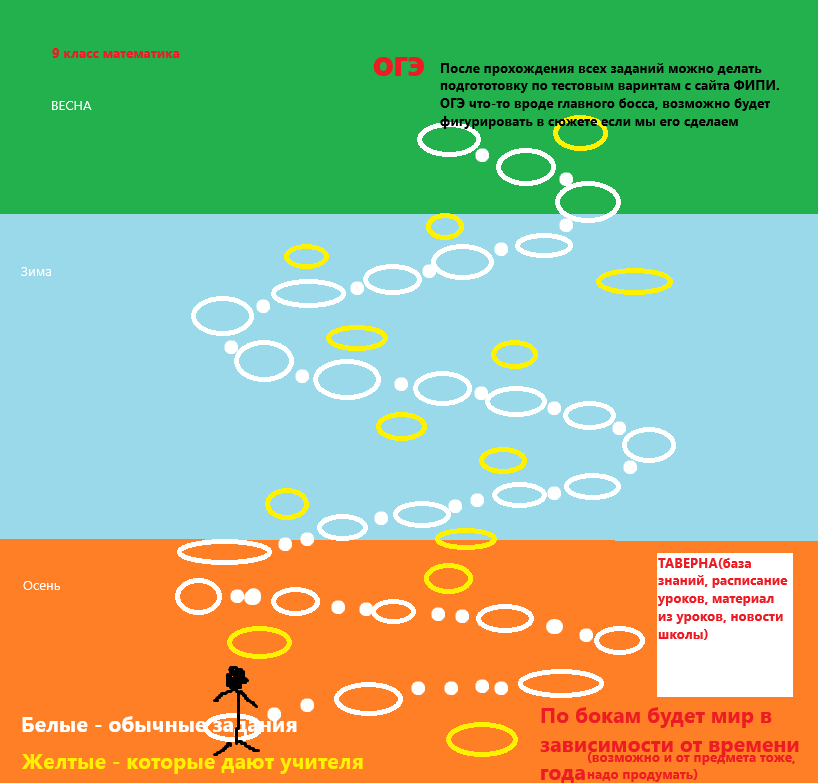 9 класс математика
ОГЭ
После прохождения всех заданий можно делать
подгототовку по тестовым варинтам с сайта ФИПИ.
ОГЭ что-то вроде главного босса, возможно будет
фигурировать в сюжете если мы его сделаем
ВЕСНА
Зима
Осень
ТАВЕРНА(база
знаний, расписание
уроков, материал
из уроков, новости
школы)
Белые - обычные задания
Желтые - которые дают учителя
По бокам будет мир в
зависимости от времени
года
(возможно и от предмета тоже,
надо продумать)